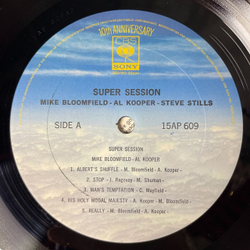 10th ANNIVERSARY
CBS
SONY
SUPER SESSION
MIKE BLOOMFIELD - AL KOOPER - STEVE STILLS
SIDE A
15AP 609
SUPER SESSION
MIKE BLOOMFIELD - AL KOOPER
1. ALBERT'S SHUFFLE - M. Bloomfield - A. Kooper -
2. STOP - J. Ragovoy - M. Shuman -
3. MAN'S TEMPTATION - C. Mayfield -
4. HIS HOLY MODAL MAJESTY - A. Kooper - M. Bloomfield -
5. REALLY - M. Bloomfield - A. Kooper -